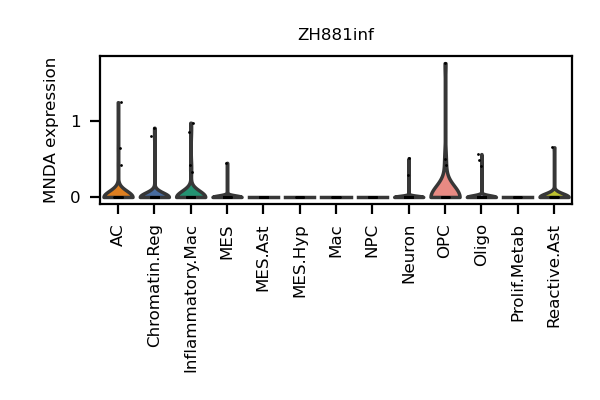 ZH881inf
MNDA expression
1
0
AC
Chromatin.Reg
Inflammatory.Mac
MES
MES.Ast
MES.Hyp
Mac
NPC
Neuron
OPC
Oligo
Prolif.Metab
Reactive.Ast